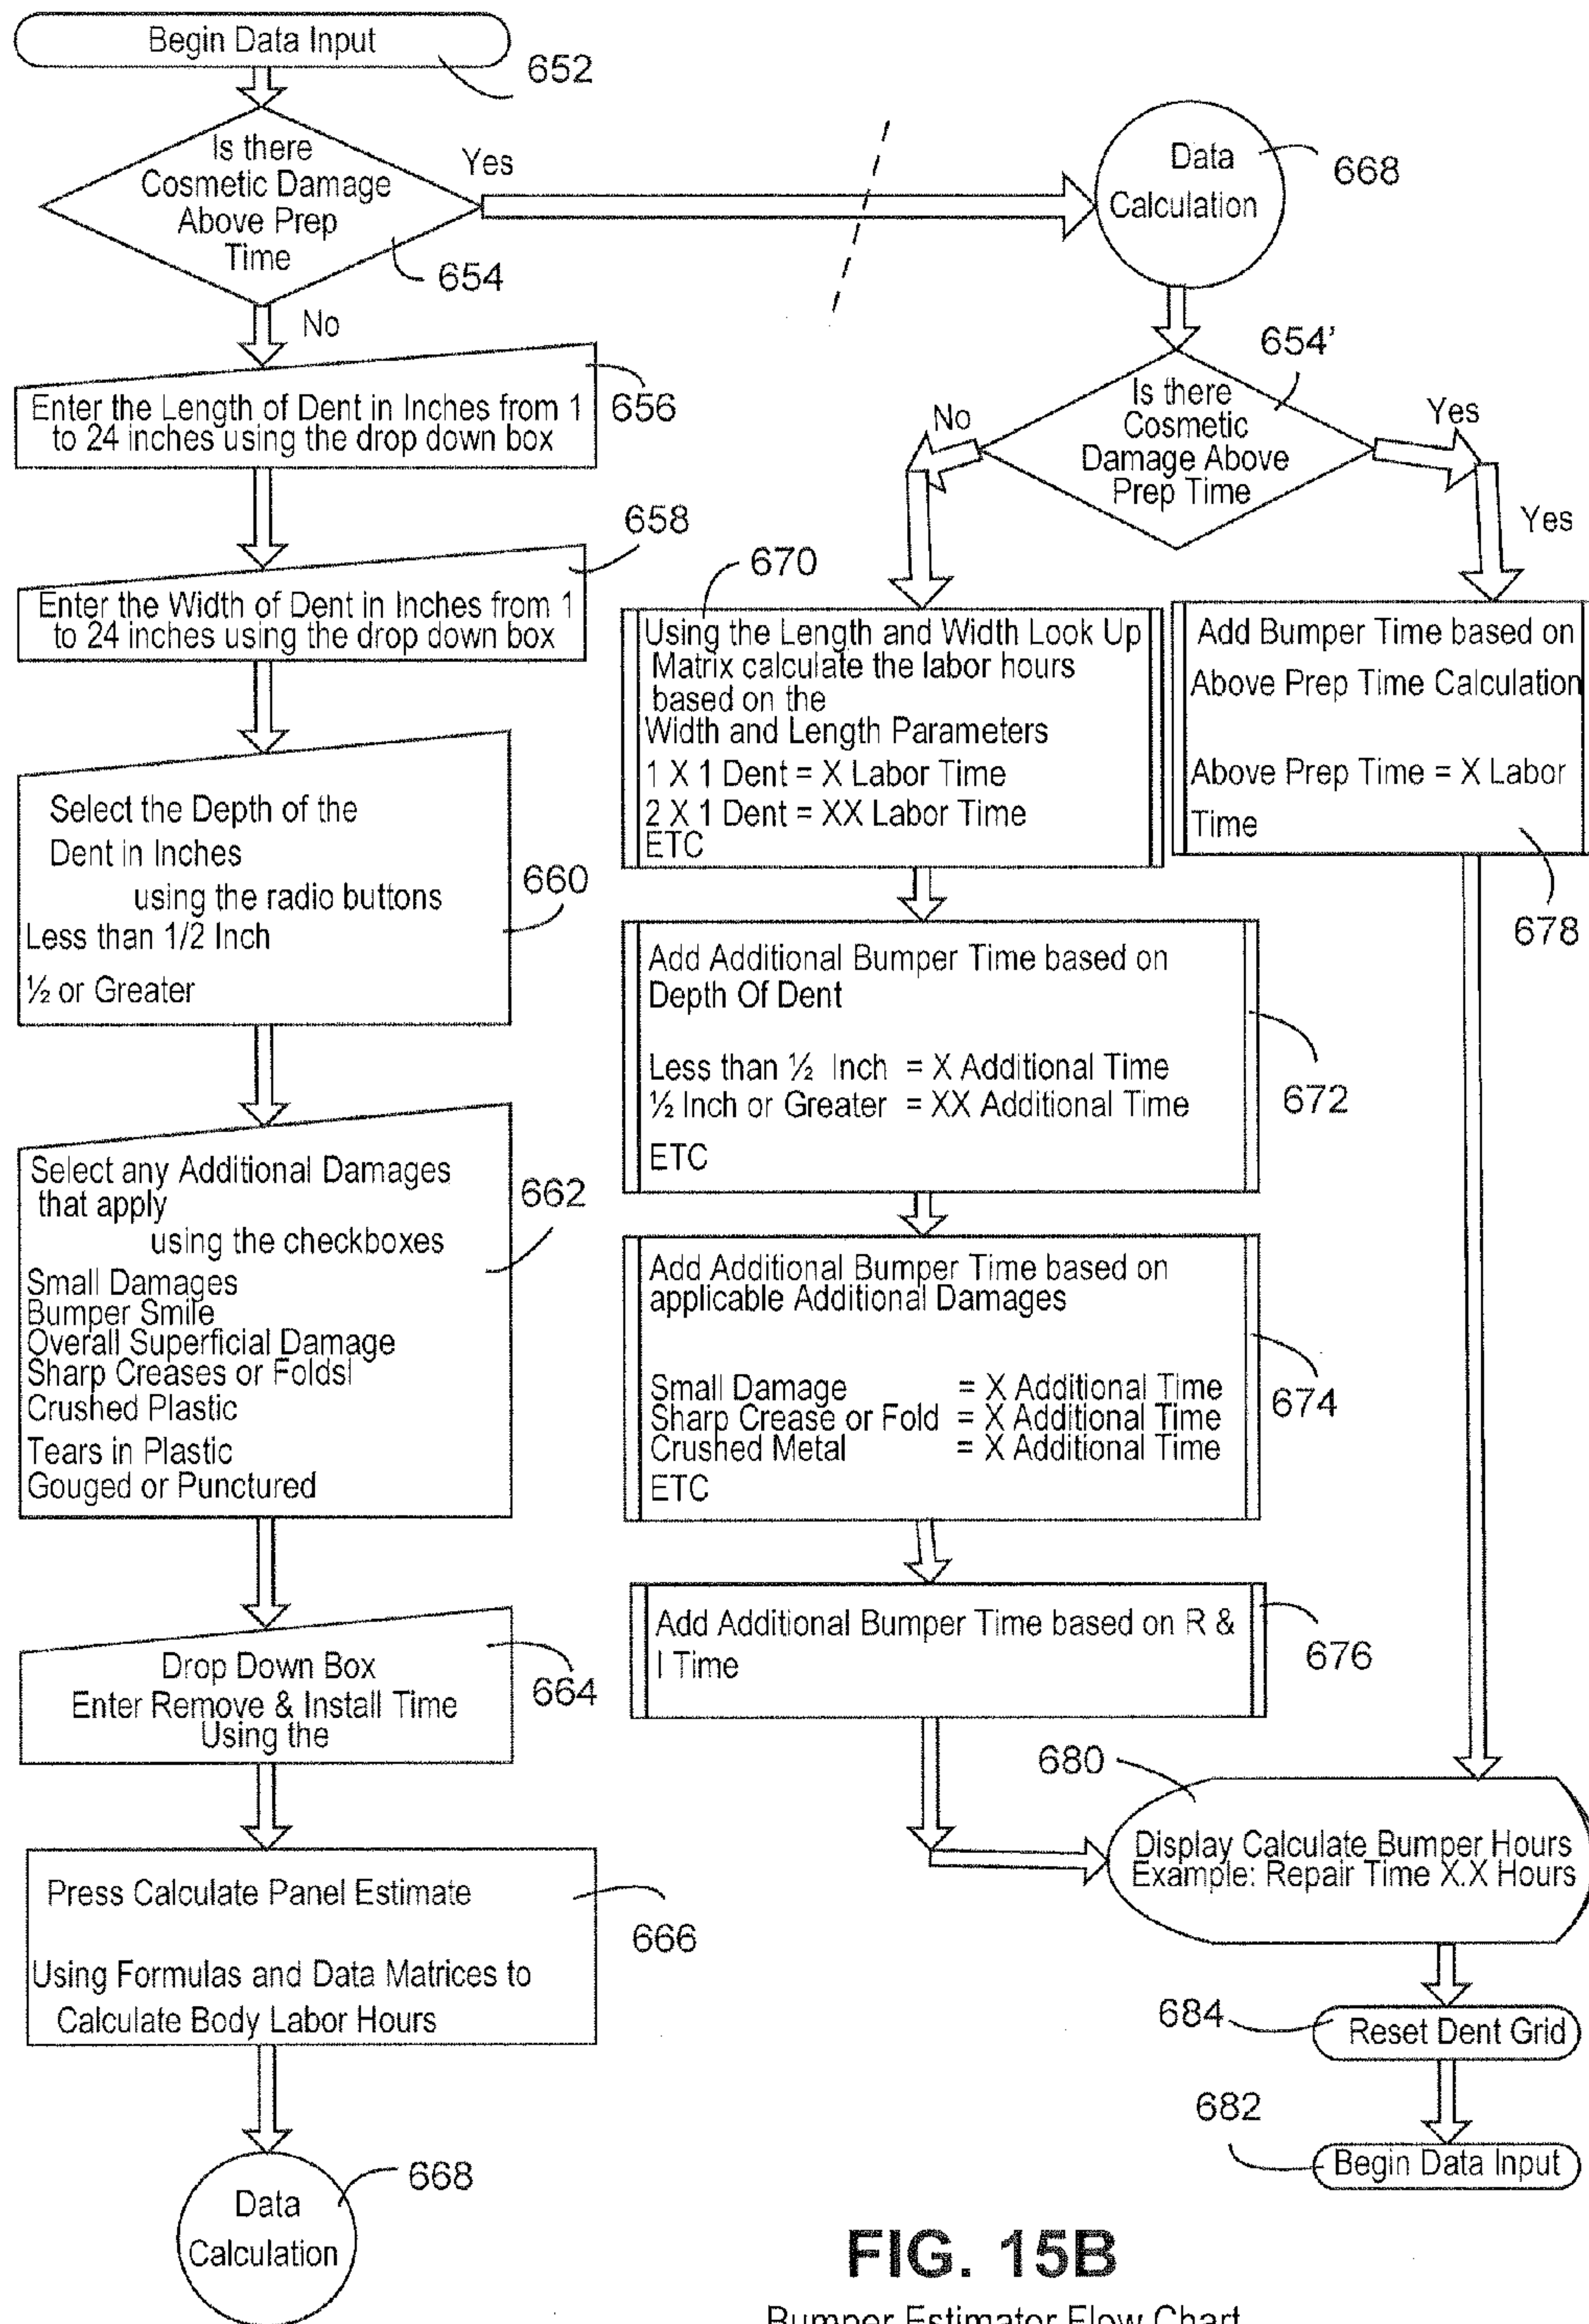 Begin Data Input
652
Is there
Cosmetic Damage
Above Prep
Time
654
Yes
No
Enter the Length of Dent in Inches from 1
to 24 inches using the drop down box
656
Enter the Width of Dent in Inches from 1
to 24 inches using the drop down box
658
Select the Depth of the
Dent in Inches
using the radio buttons
Less than 1/2 Inch
½ or Greater
660
Select any Additional Damages
that apply
using the checkboxes
Small Damages
Bumper Smile
Overall Superficial Damage
Sharp Creases or Foldsl
Crushed Plastic
Tears in Plastic
Gouged or Punctured
662
Drop Down Box
Enter Remove & Install Time
Using the
664
Press Calculate Panel Estimate
Using Formulas and Data Matrices to
Calculate Body Labor Hours
666
Data
Calculation
668
Data
Calculation
668
654'
Is there
Cosmetic
Damage Above
Prep Time
No
Yes
Yes
670
Using the Length and Width Look Up
Matrix calculate the labor hours
based on the
Width and Length Parameters
1 X 1 Dent = X Labor Time
2 X 1 Dent = XX Labor Time
ETC
Add Bumper Time based on
Above Prep Time Calculation
Above Prep Time = X Labor
Time
678
Add Additional Bumper Time based on
Depth Of Dent
Less than ½ Inch = X Additional Time
½ Inch or Greater = XX Additional Time
ETC
672
Add Additional Bumper Time based on
applicable Additional Damages
Small Damage = X Additional Time
Sharp Crease or Fold = X Additional Time
Crushed Metal = X Additional Time
ETC
674
Add Additional Bumper Time based on R &
I Time
676
680
Display Calculate Bumper Hours
Example: Repair Time X.X Hours
684
Reset Dent Grid
682
Begin Data Input
FIG. 15B
Bumper Estimator Flow Chart